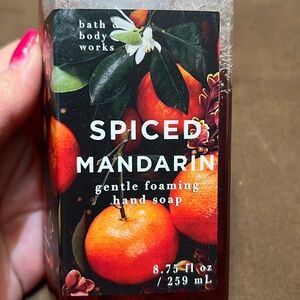 bath &
body
works
SPICED
MANDARIN
gentle foaming
hand soap
8.75 fl oz
/ 259 mL